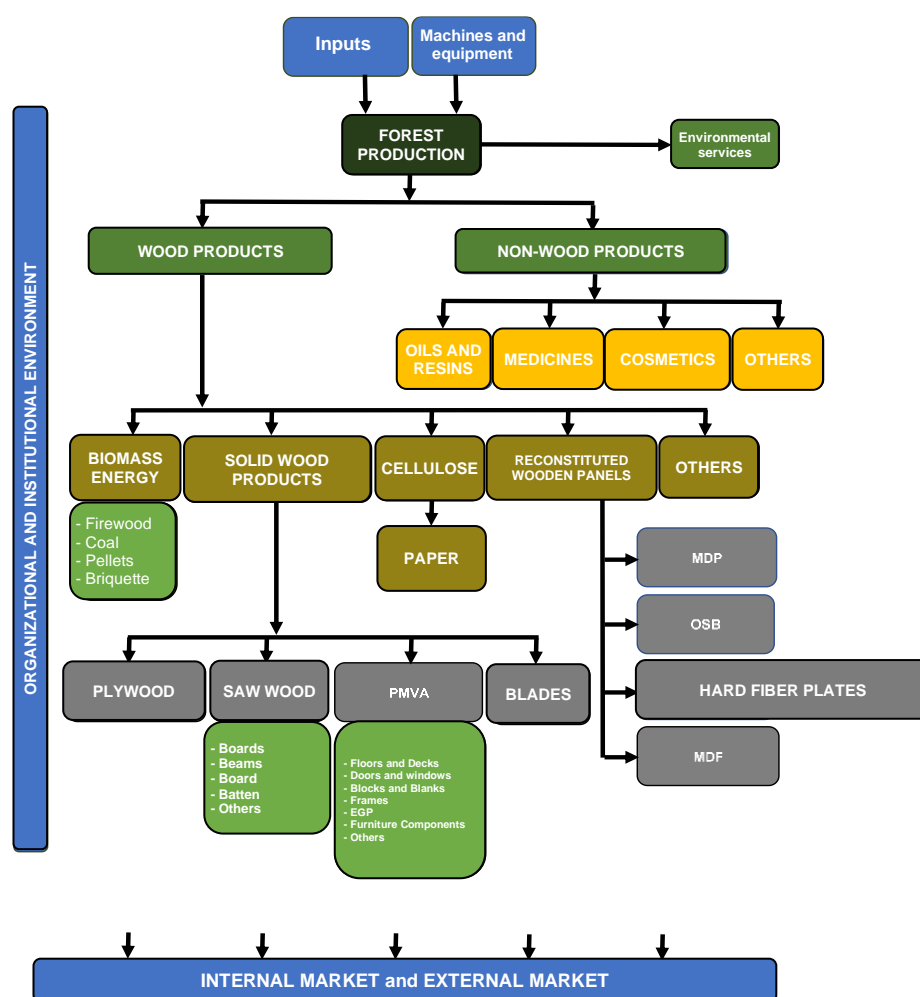 Inputs
Machines and
equipment
FOREST
PRODUCTION
Environmental
services
ORGANIZATIONAL AND INSTITUTIONAL ENVIRONMENT
WOOD PRODUCTS
NON-WOOD PRODUCTS
OILS AND
RESINS
MEDICINES
COSMETICS
OTHERS
BIOMASS
ENERGY
SOLID WOOD
PRODUCTS
CELLULOSE
RECONSTITUTED
WOODEN PANELS
OTHERS
- Firewood
- Coal
- Pellets
- Briquette
PAPER
MDP
OSB
HARD FIBER PLATES
MDF
PLYWOOD
SAW WOOD
PMVA
BLADES
- Boards
- Beams
- Board
- Batten
- Others
- Floors and Decks
- Doors and windows
- Blocks and Blanks
- Frames
- EGP
- Furniture Components
- Others
INTERNAL MARKET and EXTERNAL MARKET